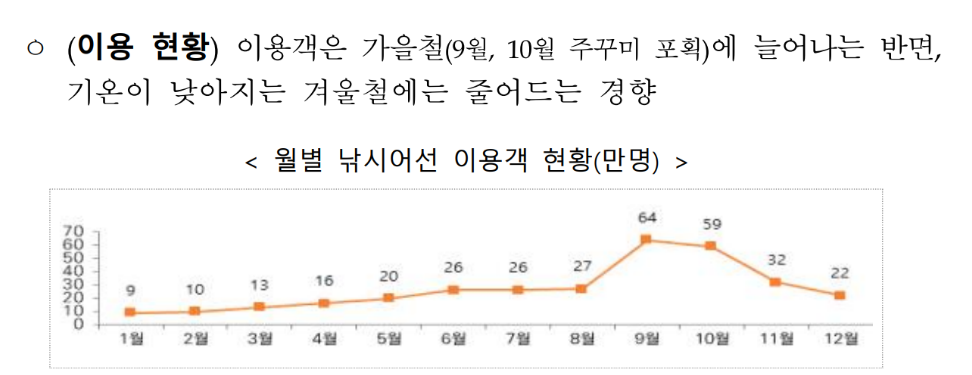 ○ (이용 현황) 이용객은 가을철(9월, 10월 주꾸미 포획)에 늘어나는 반면,
기온이 낮아지는 겨울철에는 줄어드는 경향
< 월별 낚시어선 이용객 현황(만명) >
70
60
50
40
30
20
10
0
9 10 13 16 20 26 26 27 64 59 32 22
1월 2월 3월 4월 5월 6월 7월 8월 9월 10월 11월 12월